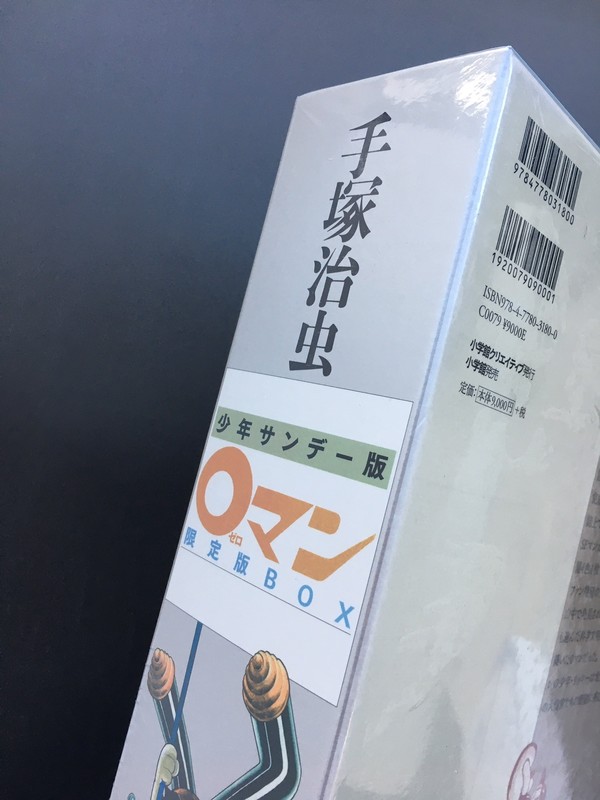 手塚治虫
少年サンデー版
0マン
ゼロ
限定版BOX
9784778031800
1920079090001
ISBN978-4-7780-3180-0
C0079 ¥9000E
小学館クリエイティブ発行
小学館発売
定価:本体9,000円+税